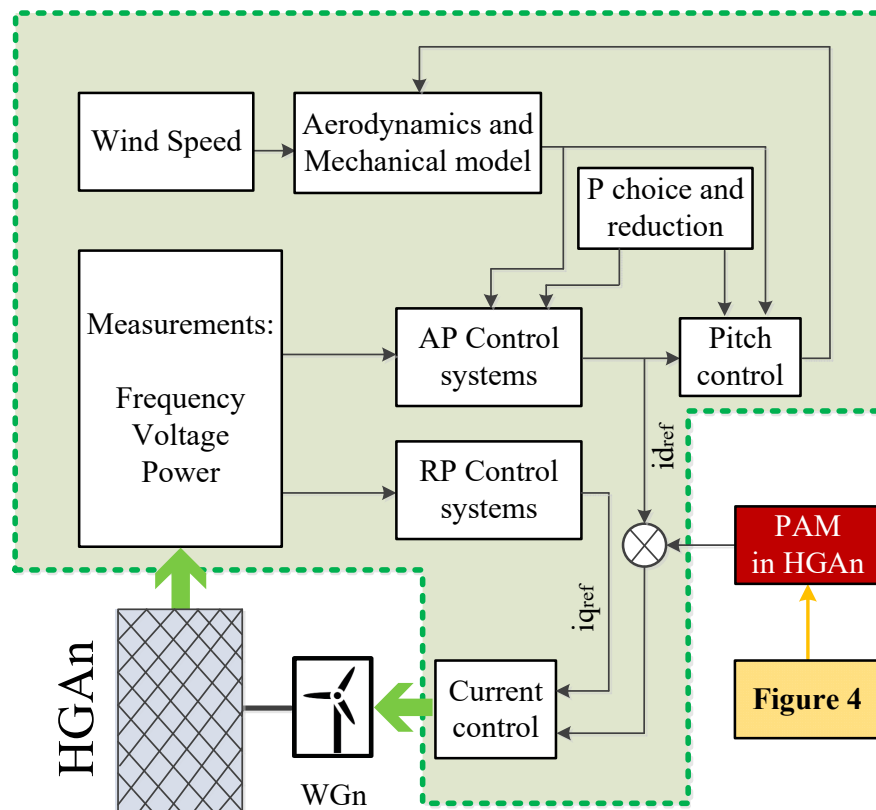 Wind Speed
Aerodynamics and
Mechanical model
P choice and
reduction
Measurements:
Frequency
Voltage
Power
AP Control
systems
Pitch
control
RP Control
systems
idref
iqref
PAM
in HGAn
Figure 4
Current
control
HGAn
WGn